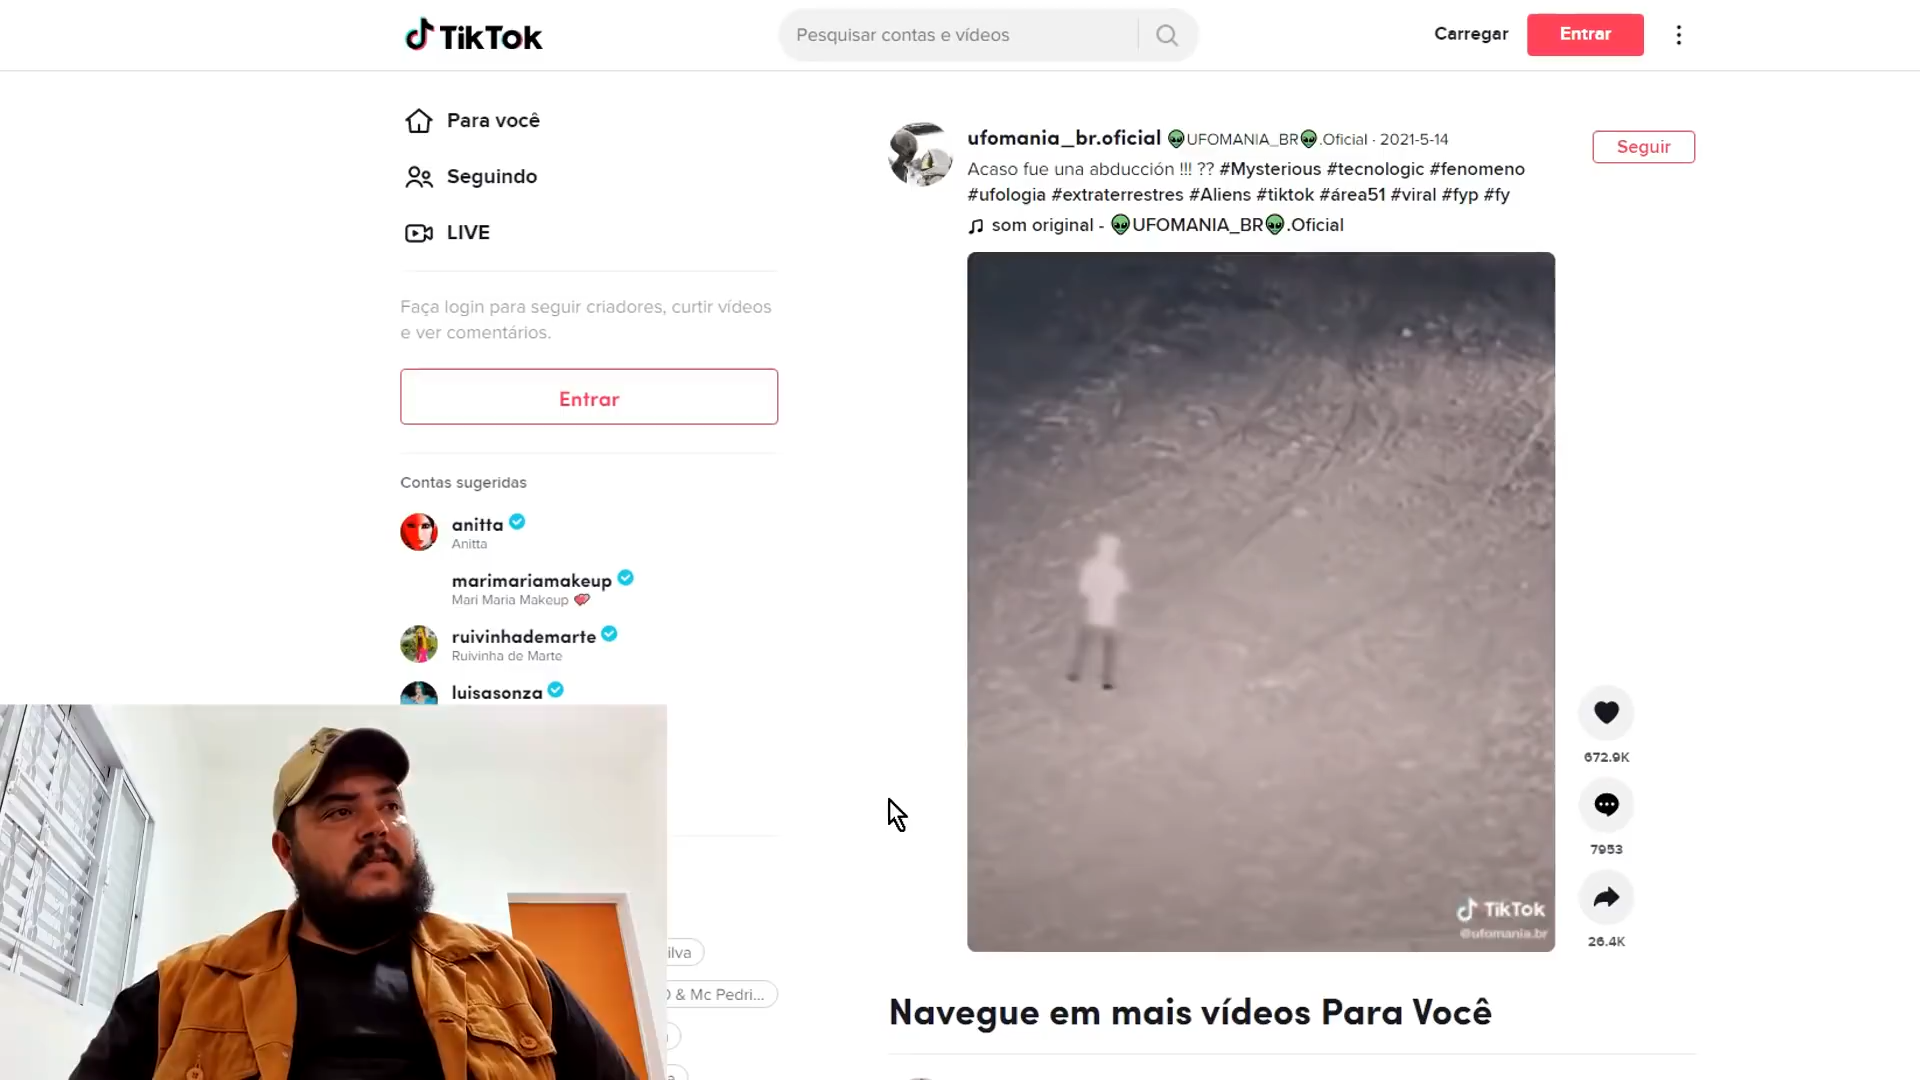 TikTok
Pesquisar contas e vídeos
Carregar
Entrar
Para você
Seguindo
LIVE
Faça login para seguir criadores, curtir vídeos
e ver comentários.
Entrar
Contas sugeridas
anitta
Anitta
marimariamakeup
Mari Maria Makeup
ruivinhademarte
Ruivinha de Marte
luisasonza
ilva
& Mc Pedri...
ufomania_br.oficial 👽UFOMANIA_BR👽.Oficial · 2021-5-14
Seguir
Acaso fue una abducción !!! ?? #Mysterious #tecnologic #fenomeno
#ufologia #extraterrestres #Aliens #tiktok #área51 #viral #fyp #fy
som original - 👽UFOMANIA_BR👽.Oficial
672.9K
7953
26.4K
TikTok
@ufomania.br
Navegue em mais vídeos Para Você